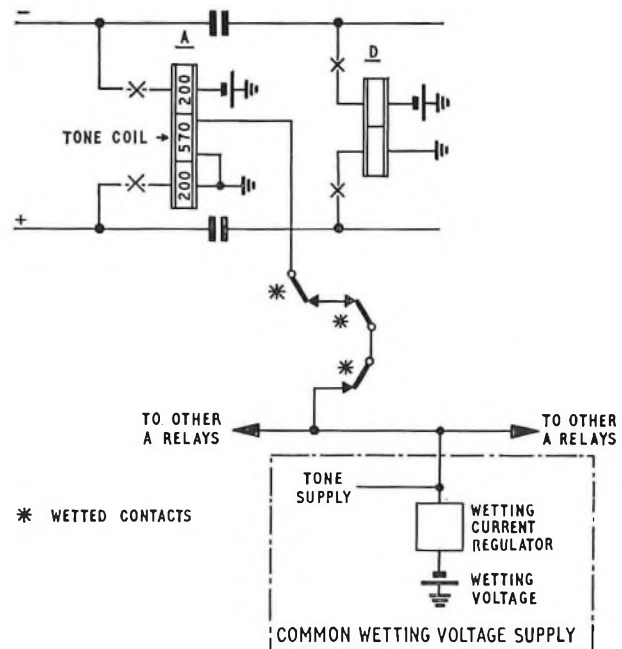 −
A
D
200
570
200
TONE COIL
+
TO OTHER
A RELAYS
TO OTHER
A RELAYS
TONE
SUPPLY
* WETTED CONTACTS
WETTING
CURRENT
REGULATOR
WETTING
VOLTAGE
COMMON WETTING VOLTAGE SUPPLY